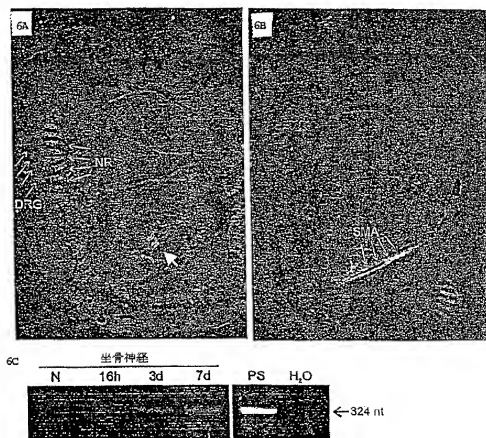 6A
6B
NR
DRG
SMA
6C
坐骨神経
N 16h 3d 7d PS H₂O
←324 nt